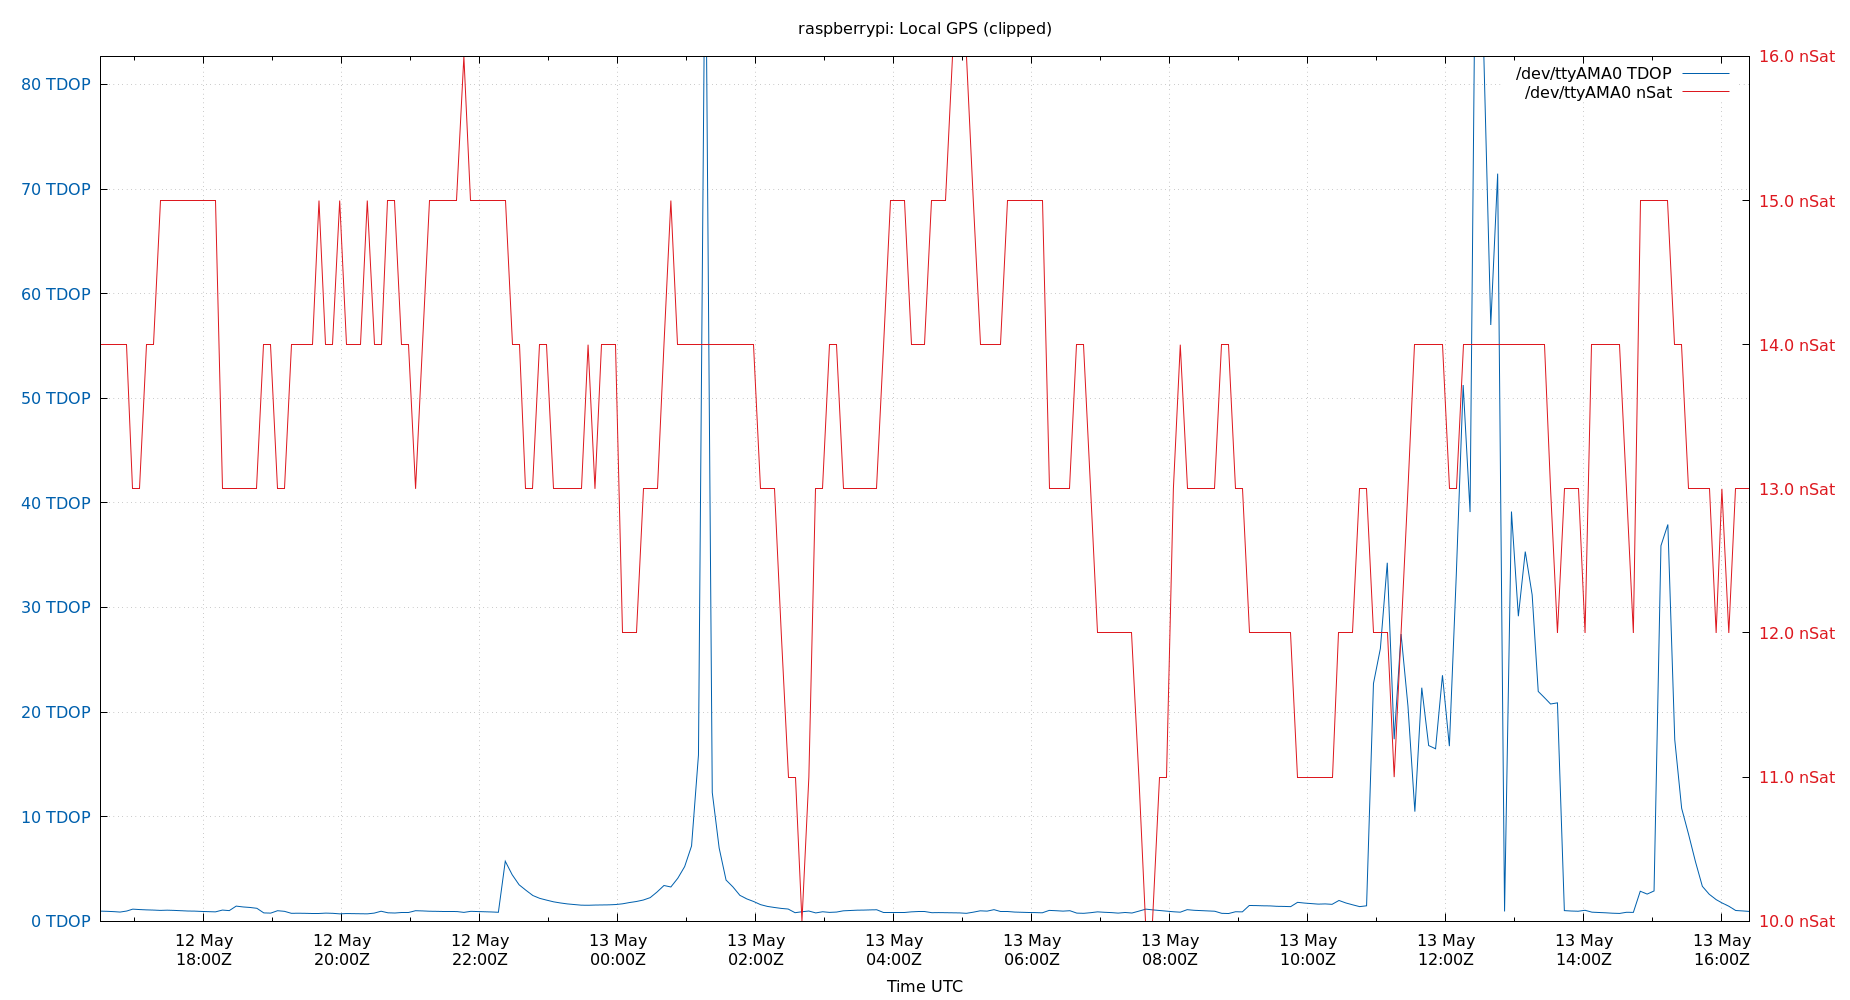 raspberrypi: Local GPS (clipped)
/dev/ttyAMA0 TDOP
/dev/ttyAMA0 nSat
80 TDOP
70 TDOP
60 TDOP
50 TDOP
40 TDOP
30 TDOP
20 TDOP
10 TDOP
0 TDOP
16.0 nSat
15.0 nSat
14.0 nSat
13.0 nSat
12.0 nSat
11.0 nSat
10.0 nSat
12 May
18:00Z
12 May
20:00Z
12 May
22:00Z
13 May
00:00Z
13 May
02:00Z
13 May
04:00Z
13 May
06:00Z
13 May
08:00Z
13 May
10:00Z
13 May
12:00Z
13 May
14:00Z
13 May
16:00Z
Time UTC